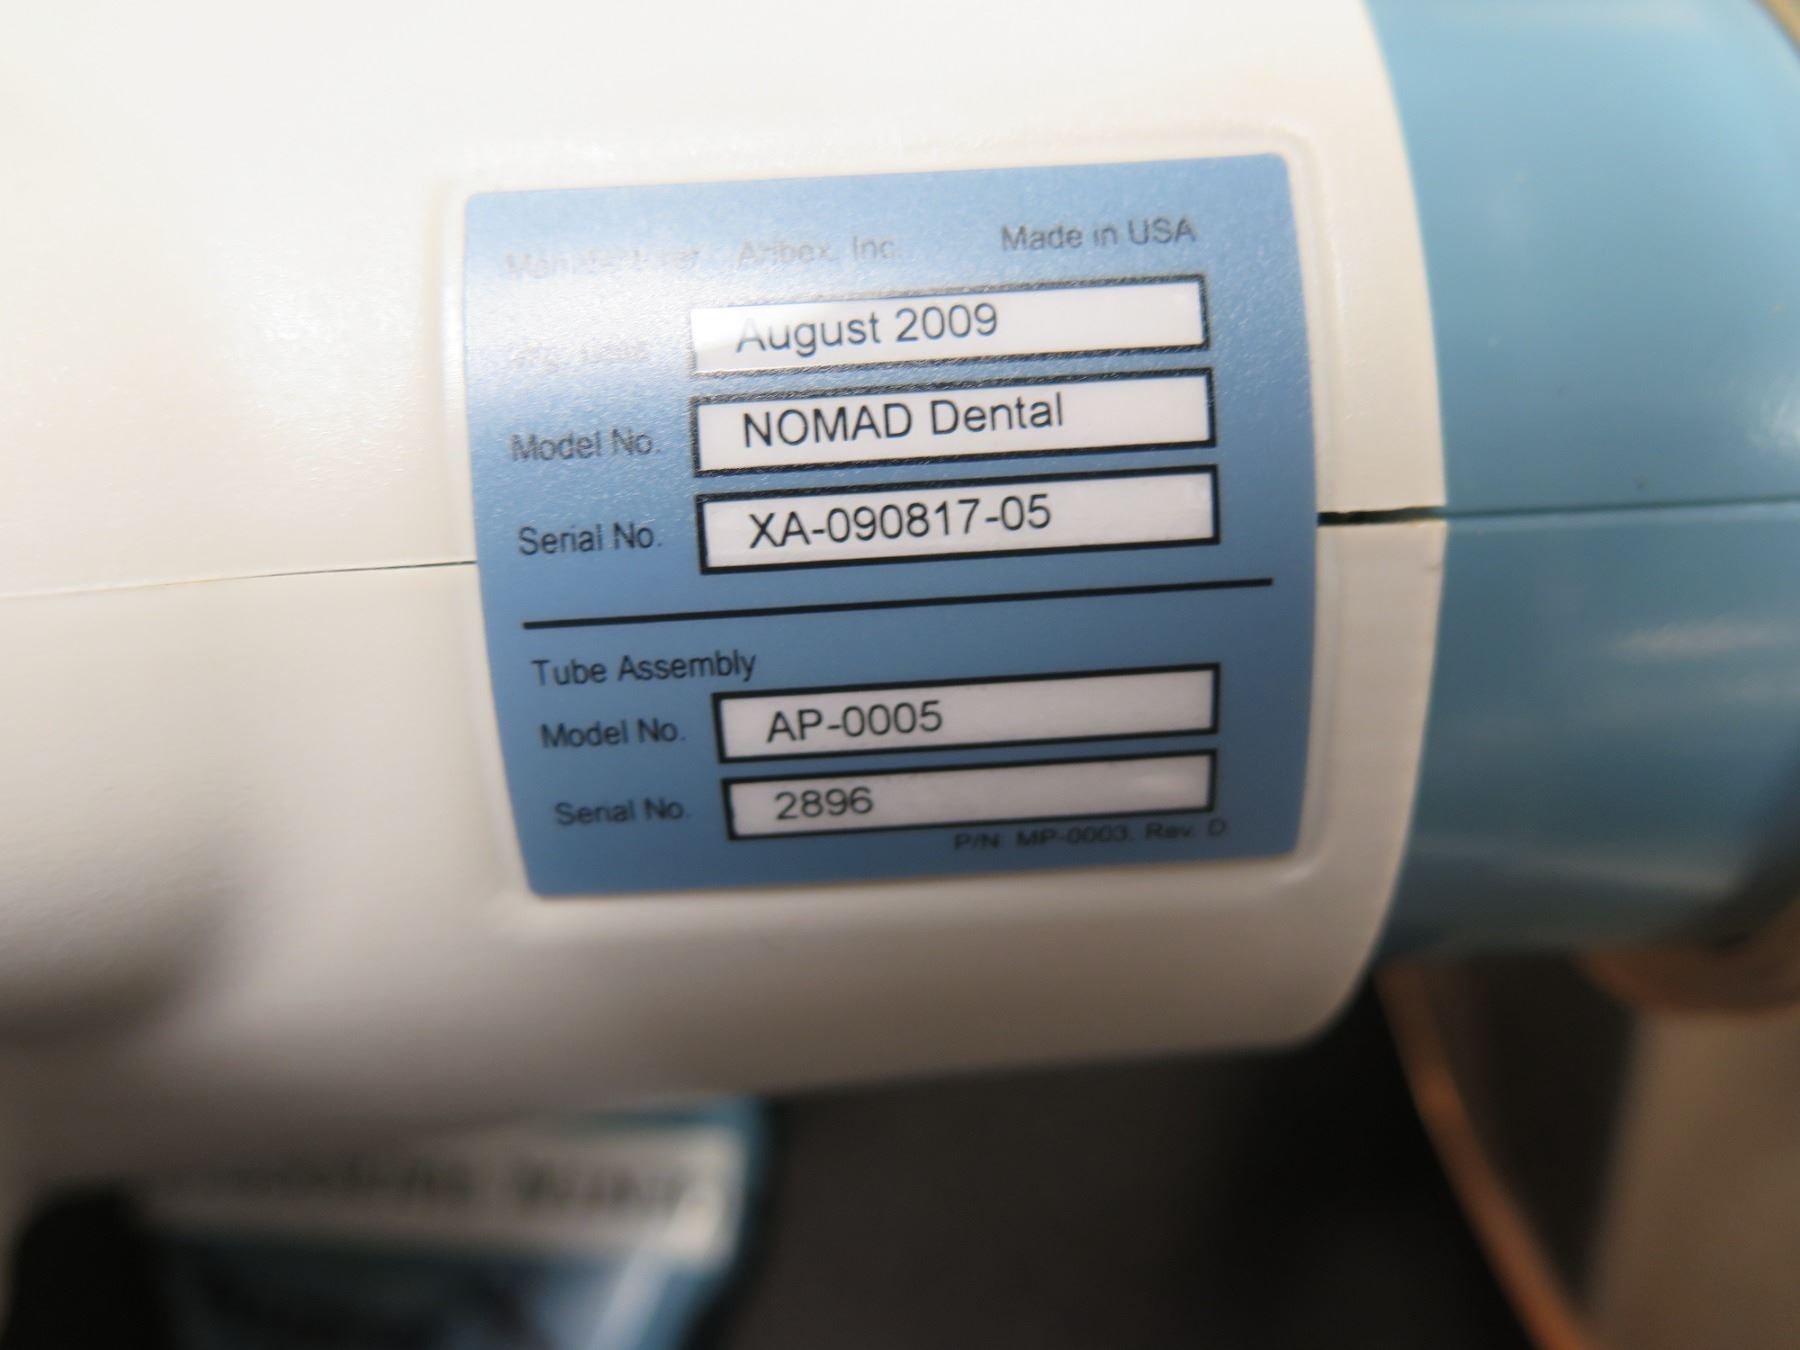 Manufacturer Aribex, Inc. Made in USA
Mfg. Date August 2009
Model No. NOMAD Dental
Serial No. XA-090817-05
Tube Assembly
Model No. AP-0005
Serial No. 2896
P/N MP-0003, Rev. D